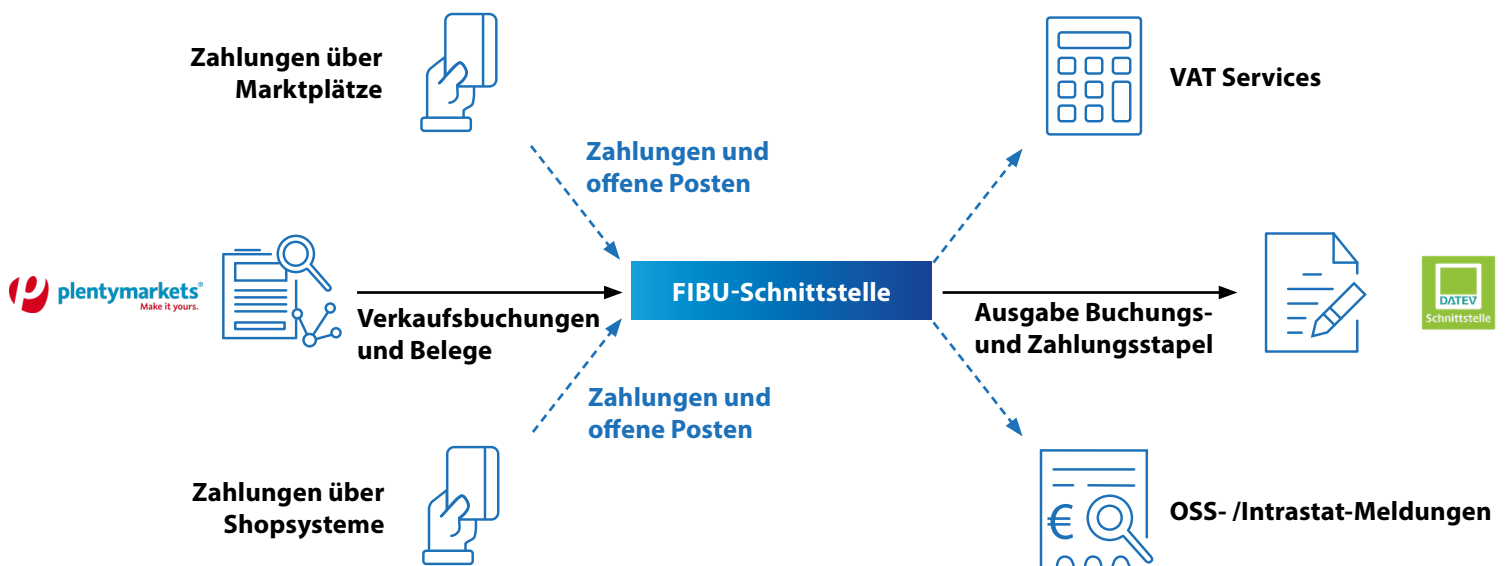 Zahlungen über
Marktplätze
VAT Services
Zahlungen und
offene Posten
plentymarkets®
Make it yours.
Verkaufsbuchungen
und Belege
FIBU-Schnittstelle
Ausgabe Buchungs-
und Zahlungsstapel
DATEV
Schnittstelle
Zahlungen und
offene Posten
Zahlungen über
Shopsysteme
€
OSS- /Intrastat-Meldungen